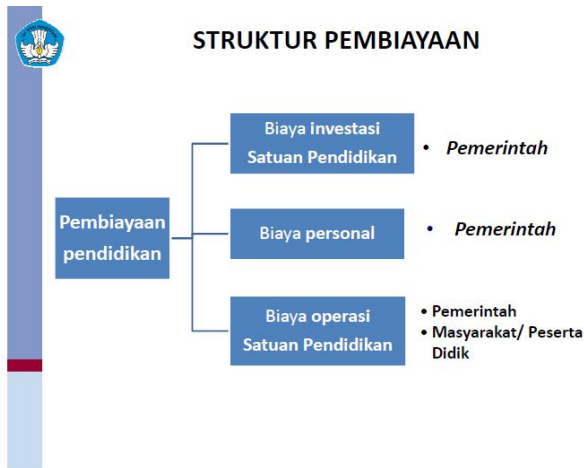 STRUKTUR PEMBIAYAAN
Biaya investasi
Satuan Pendidikan
• Pemerintah
Pembiayaan
pendidikan
Biaya personal
• Pemerintah
Biaya operasi
Satuan Pendidikan
• Pemerintah
• Masyarakat/ Peserta
Didik